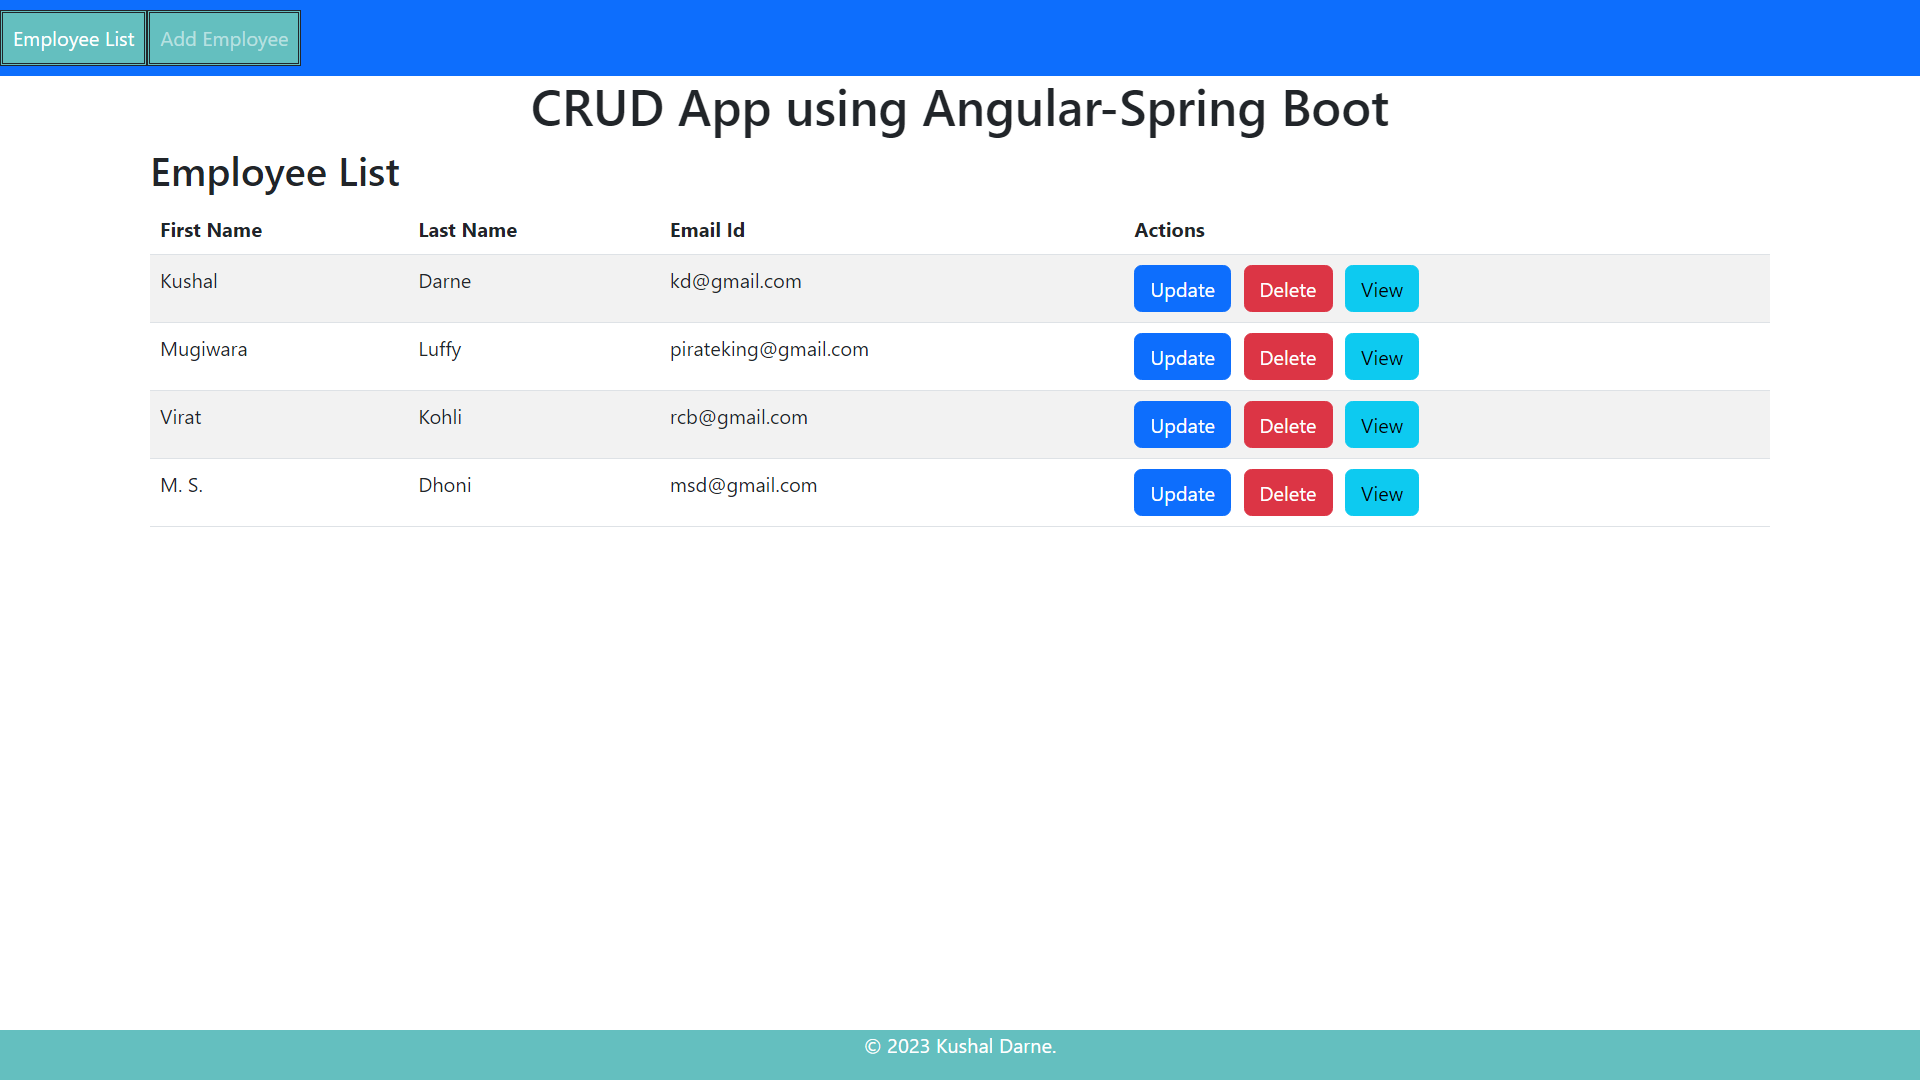 Employee List Add Employee
CRUD App using Angular-Spring Boot
Employee List
First Name Last Name Email Id Actions
Kushal Darne kd@gmail.com Update Delete View
Mugiwara Luffy pirateking@gmail.com Update Delete View
Virat Kohli rcb@gmail.com Update Delete View
M. S. Dhoni msd@gmail.com Update Delete View
© 2023 Kushal Darne.